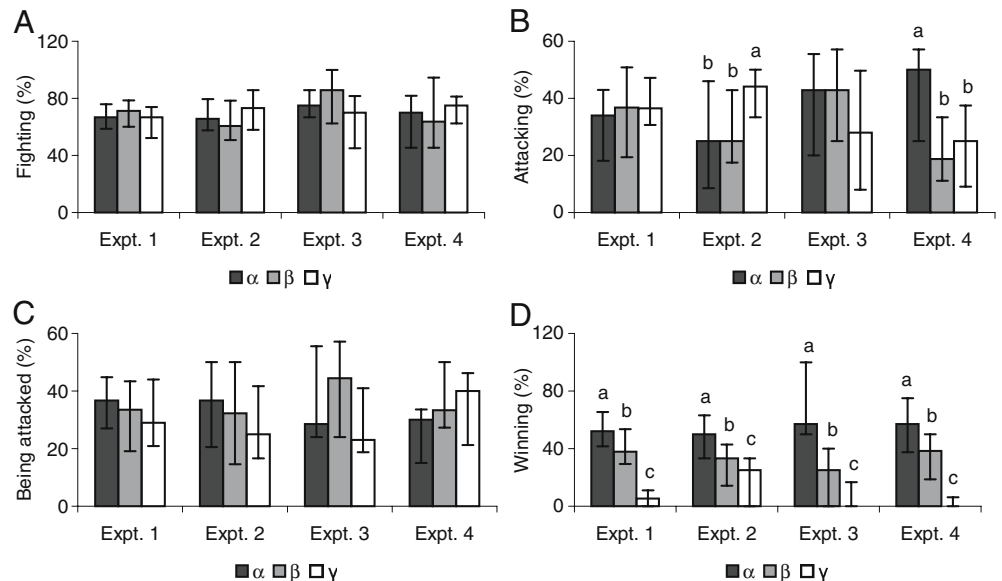 A
Fighting (%)
120
80
40
0
Expt. 1 Expt. 2 Expt. 3 Expt. 4
α β γ
B
Attacking (%)
60
40
20
0
b b a
a b b
Expt. 1 Expt. 2 Expt. 3 Expt. 4
α β γ
C
Being attacked (%)
60
40
20
0
Expt. 1 Expt. 2 Expt. 3 Expt. 4
α β γ
D
Winning (%)
120
80
40
0
a b c
a b c
a b c
a b c
Expt. 1 Expt. 2 Expt. 3 Expt. 4
α β γ